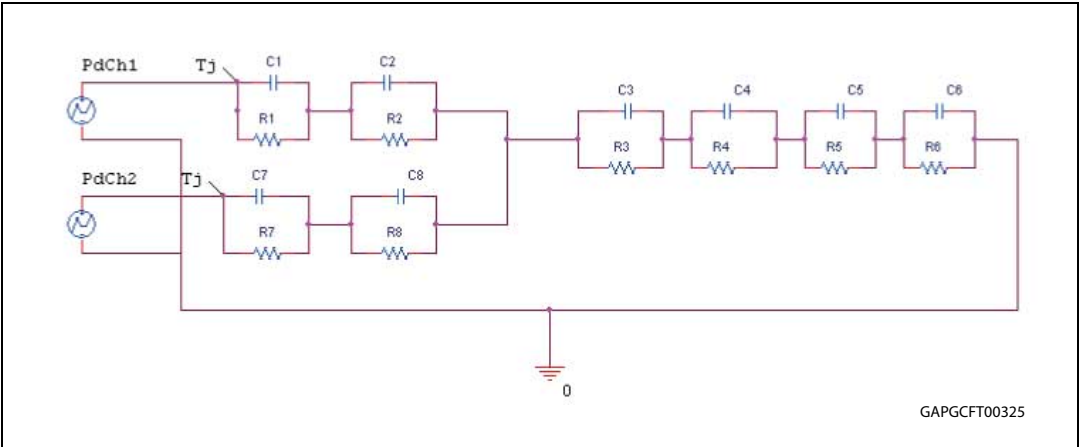 PdCh1
Tj
C1
C2
R1
R2
C3
C4
C5
C6
R3
R4
R5
R6
PdCh2
Tj
C7
C8
R7
R8
0
GAPGCFT00325